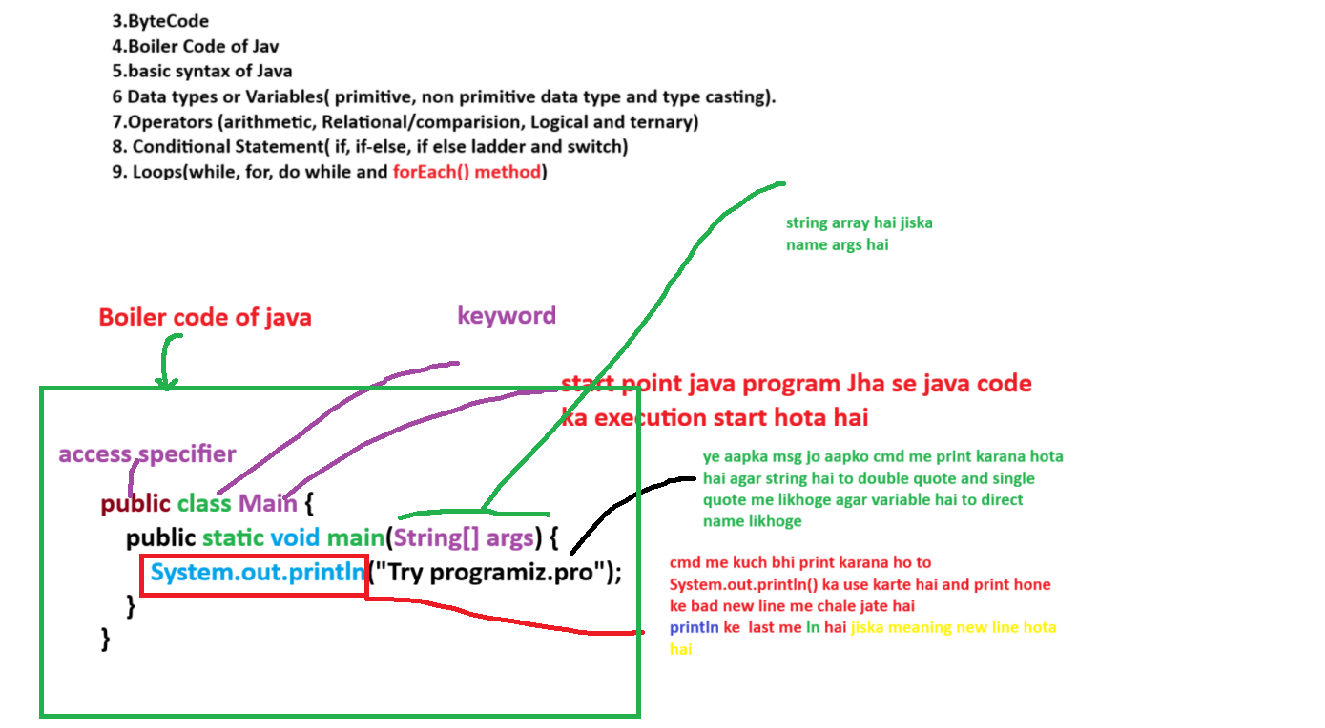 3.ByteCode
4.Boiler Code of Jav
5.basic syntax of Java
6 Data types or Variables( primitive, non primitive data type and type casting).
7.Operators (arithmetic, Relational/comparision, Logical and ternary)
8. Conditional Statement( if, if-else, if else ladder and switch)
9. Loops(while, for, do while and forEach() method)
string array hai jiska
name args hai
Boiler code of java
keyword
start point java program Jha se java code
ka execution start hota hai
access specifier
public class Main {
public static void main(String[] args) {
System.out.println("Try programiz.pro");
}
}
ye aapka msg jo aapko cmd me print karana hota
hai agar string hai to double quote and single
quote me likhoge agar variable hai to direct
name likhoge
cmd me kuch bhi print karana ho to
System.out.println() ka use karte hai and print hone
ke bad new line me chale jate hai
println ke last me ln hai jiska meaning new line hota
hai